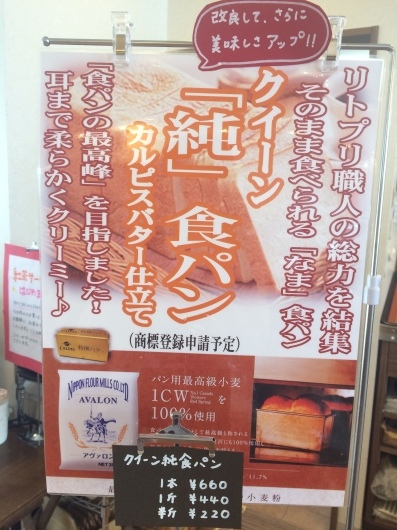 改良して、さらに
美味しさアップ!!
リトプリ職人の総力を結集
そのまま食べられる「なま」食パン
クイーン
「純」食パン
カルピスバター仕立て
「食パンの最高峰」を目指しました!
耳まで柔らかくクリーミー♪
(商標登録申請予定)
NIPPON FLOUR MILLS CO., LTD
AVALON
アヴァロン
パン用最高級小麦
1CW を
100%使用
クイーン純食パン
1本 ¥660
1斤 ¥440
半斤 ¥220
小麦粉